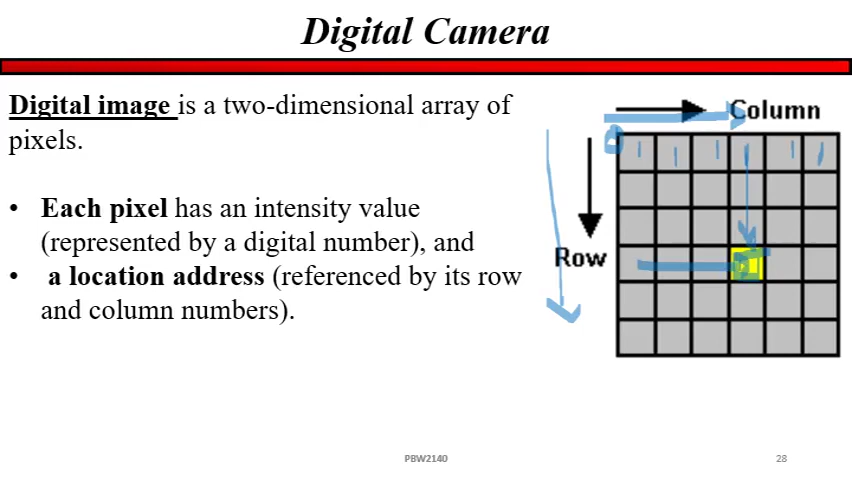 Digital Camera
Digital image is a two-dimensional array of
pixels.
• Each pixel has an intensity value
(represented by a digital number), and
• a location address (referenced by its row
and column numbers).
Column
Row
PBW2140
28